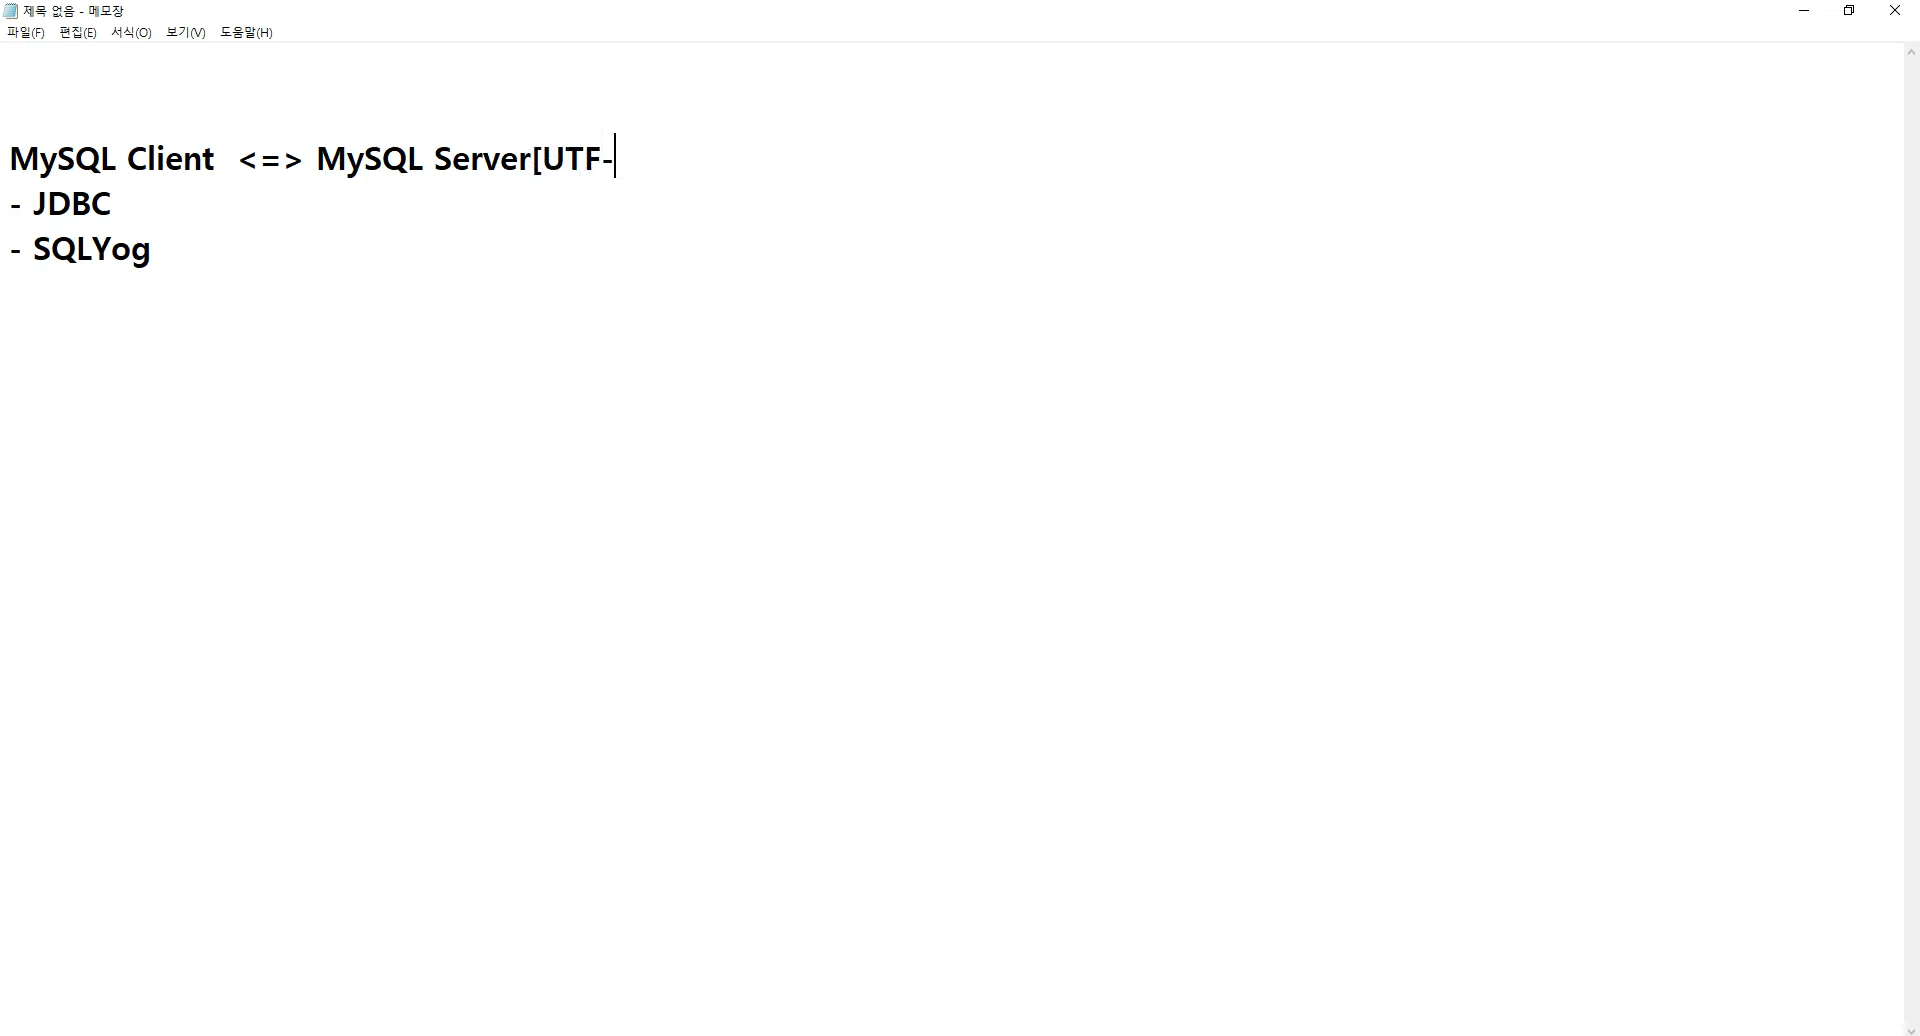 제목 없음 - 메모장
파일(F) 편집(E) 서식(O) 보기(V) 도움말(H)
MySQL Client  <=> MySQL Server[UTF-
- JDBC
- SQLYog